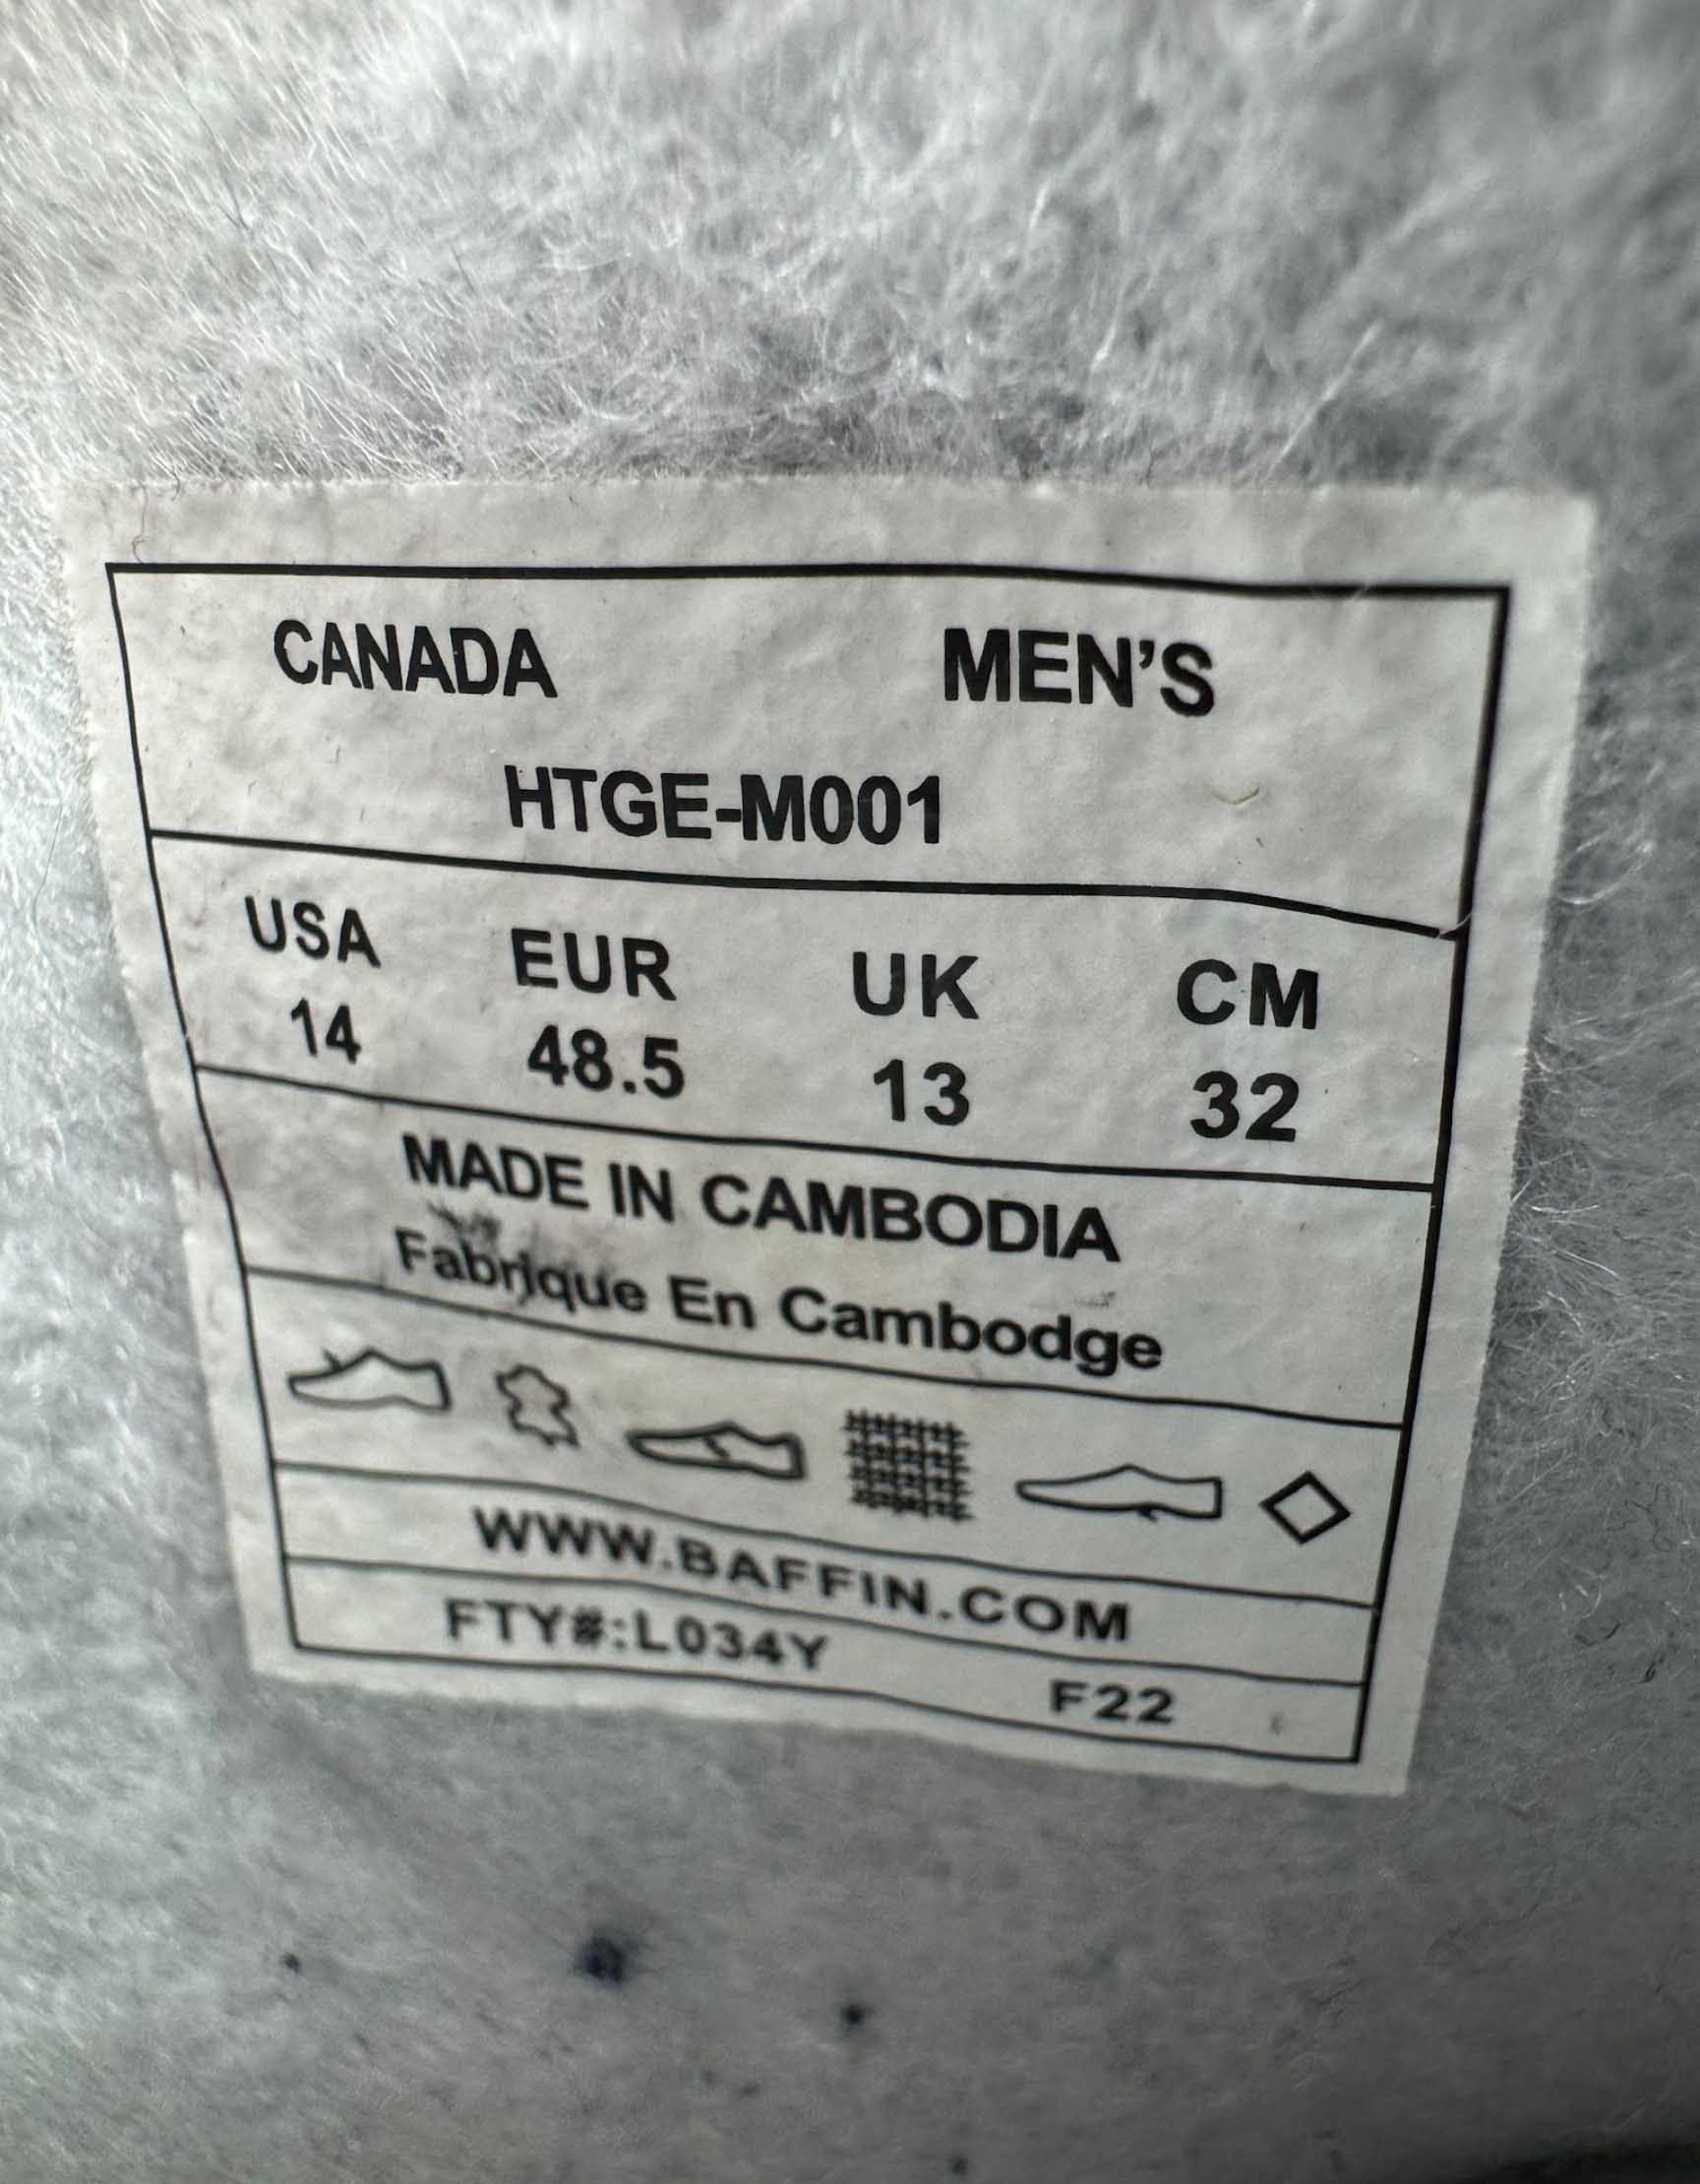 CANADA MEN'S
HTGE-M001
USA EUR UK CM
14 48.5 13 32
MADE IN CAMBODIA
Fabrique En Cambodge
WWW.BAFFIN.COM
FTY#:L034Y F22